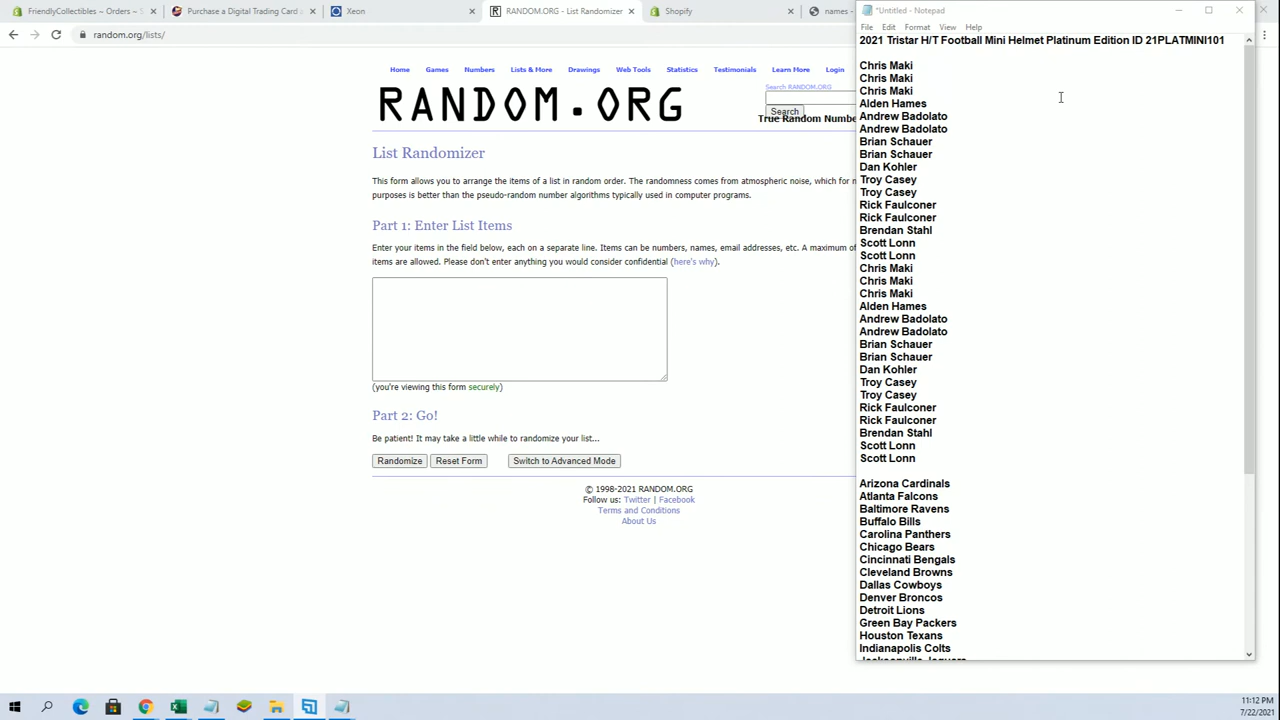 FriendlyCollectibles ~ Orders ~ S
Purchase a Digital Trading Card
Xeon
RANDOM.ORG - List Randomizer
Shopify
names -
random.org/lists/
Home Games Numbers Lists & More Drawings Web Tools Statistics Testimonials Learn More Login
RANDOM.ORG
Search RANDOM.ORG
Search
True Random Numbe
List Randomizer
This form allows you to arrange the items of a list in random order. The randomness comes from atmospheric noise, which for m
purposes is better than the pseudo-random number algorithms typically used in computer programs.
Part 1: Enter List Items
Enter your items in the field below, each on a separate line. Items can be numbers, names, email addresses, etc. A maximum of
items are allowed. Please don't enter anything you would consider confidential (here's why).
(you're viewing this form securely)
Part 2: Go!
Be patient! It may take a little while to randomize your list...
Randomize Reset Form Switch to Advanced Mode
© 1998-2021 RANDOM.ORG
Follow us: Twitter | Facebook
Terms and Conditions
About Us
*Untitled - Notepad
File Edit Format View Help
2021 Tristar H/T Football Mini Helmet Platinum Edition ID 21PLATMINI101
Chris Maki
Chris Maki
Chris Maki
Alden Hames
Andrew Badolato
Andrew Badolato
Brian Schauer
Brian Schauer
Dan Kohler
Troy Casey
Troy Casey
Rick Faulconer
Rick Faulconer
Brendan Stahl
Scott Lonn
Scott Lonn
Chris Maki
Chris Maki
Chris Maki
Alden Hames
Andrew Badolato
Andrew Badolato
Brian Schauer
Brian Schauer
Dan Kohler
Troy Casey
Troy Casey
Rick Faulconer
Rick Faulconer
Brendan Stahl
Scott Lonn
Scott Lonn
Arizona Cardinals
Atlanta Falcons
Baltimore Ravens
Buffalo Bills
Carolina Panthers
Chicago Bears
Cincinnati Bengals
Cleveland Browns
Dallas Cowboys
Denver Broncos
Detroit Lions
Green Bay Packers
Houston Texans
Indianapolis Colts
Jacksonville Jaguars
11:12 PM
7/22/2021